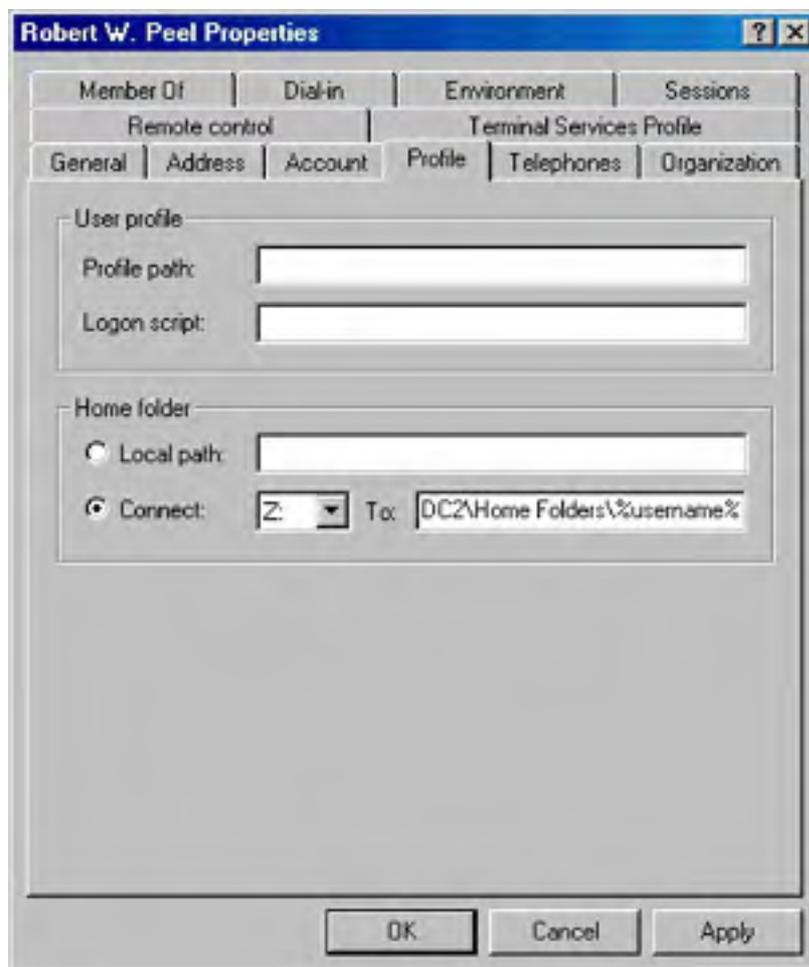 Robert W. Peel Properties
Member Of Dial-in Environment Sessions
Remote control Terminal Services Profile
General Address Account Profile Telephones Organization
User profile
Profile path:
Logon script:
Home folder
Local path:
Connect: Z: To: DC2\Home Folders\%username%
OK Cancel Apply